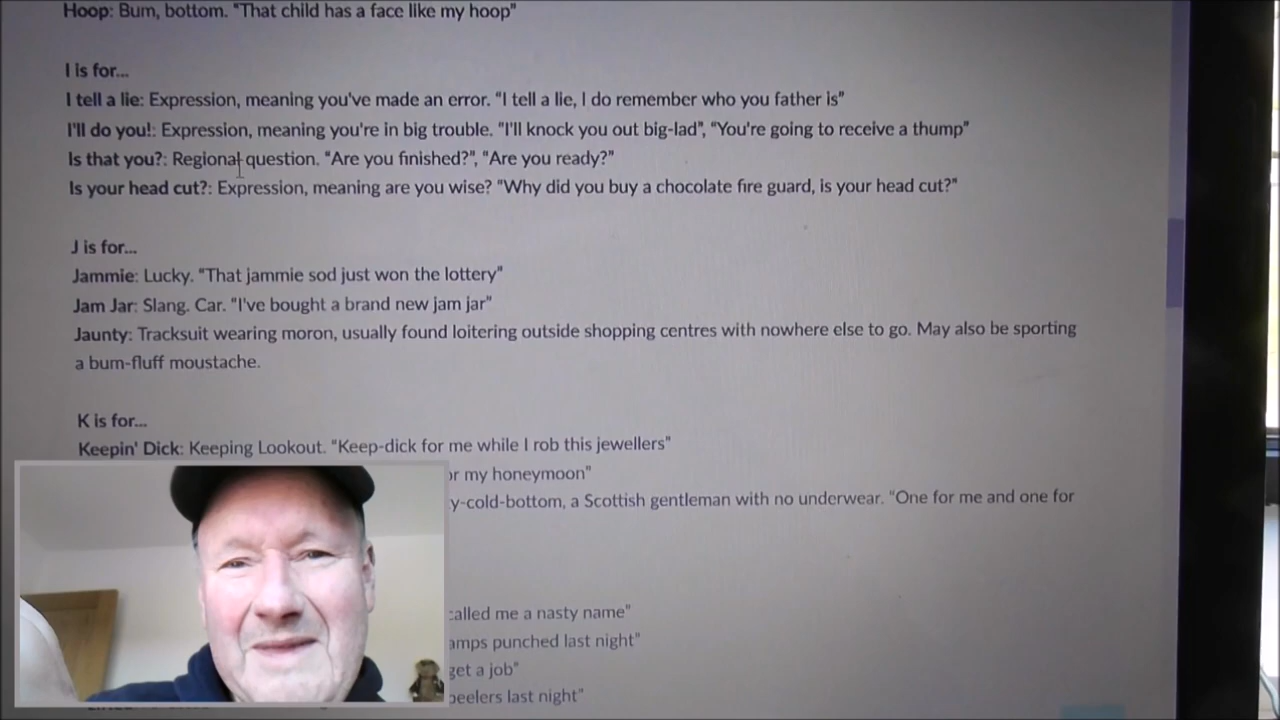 Hoop: Bum, bottom. “That child has a face like my hoop”
I is for...
I tell a lie: Expression, meaning you've made an error. “I tell a lie, I do remember who you father is”
I'll do you!: Expression, meaning you're in big trouble. “I'll knock you out big-lad”, “You're going to receive a thump”
Is that you?: Regional question. “Are you finished?”, “Are you ready?”
Is your head cut?: Expression, meaning are you wise? “Why did you buy a chocolate fire guard, is your head cut?”
J is for...
Jammie: Lucky. “That jammie sod just won the lottery”
Jam Jar: Slang. Car. “I've bought a brand new jam jar”
Jaunty: Tracksuit wearing moron, usually found loitering outside shopping centres with nowhere else to go. May also be sporting
a bum-fluff moustache.
K is for...
Keepin' Dick: Keeping Lookout. “Keep-dick for me while I rob this jewellers”
my honeymoon”
y-cold-bottom, a Scottish gentleman with no underwear. “One for me and one for
called me a nasty name”
amps punched last night”
get a job”
peelers last night”